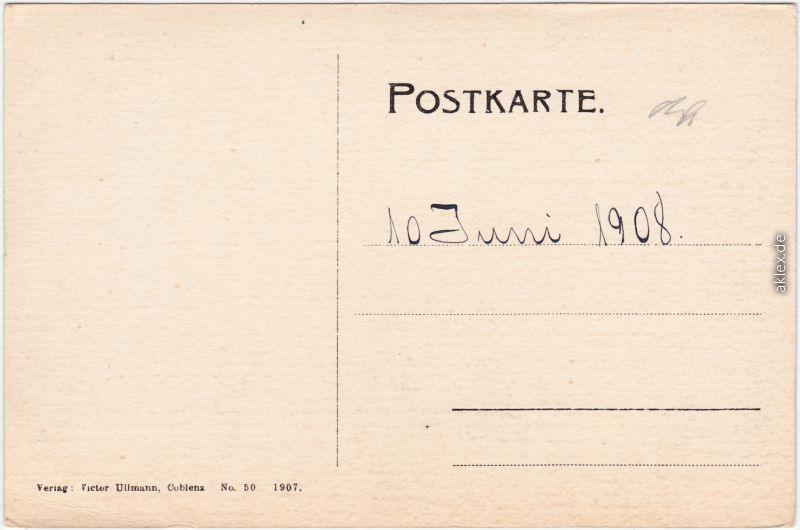 POSTKARTE.
10 Juni 1908.
aklex.de
Verlag: Victor Ullmann, Coblenz No. 50 1907.